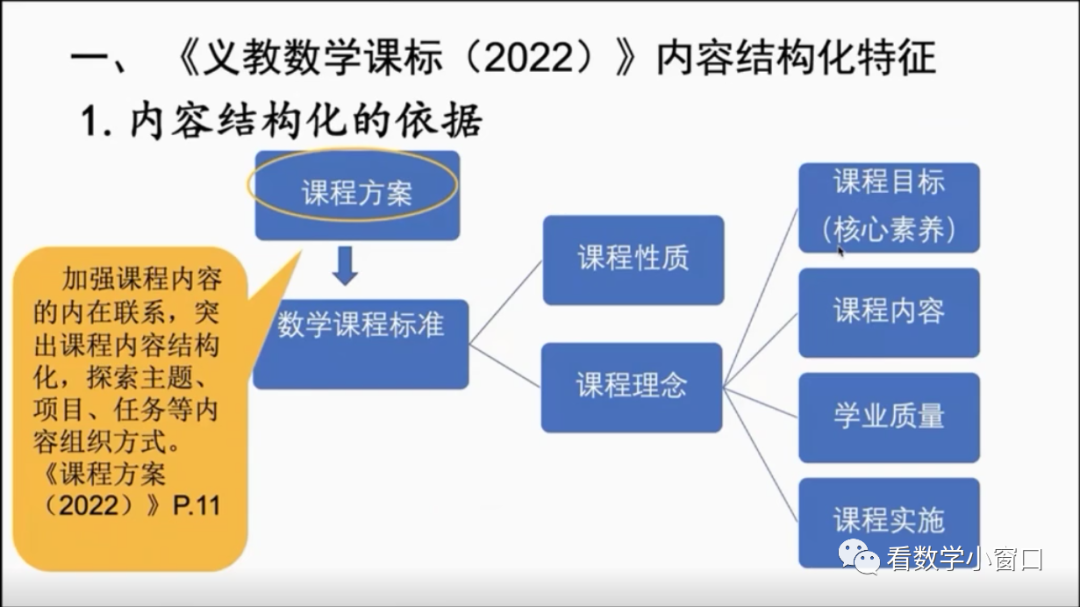 一、《义教数学课标（2022）》内容结构化特征
1. 内容结构化的依据
课程方案
加强课程内容
的内在联系，突
出课程内容结构
化，探索主题、
项目、任务等内
容组织方式。
《课程方案
（2022）》P.11
数学课程标准
课程性质
课程理念
课程目标
（核心素养）
课程内容
学业质量
课程实施
看数学小窗口